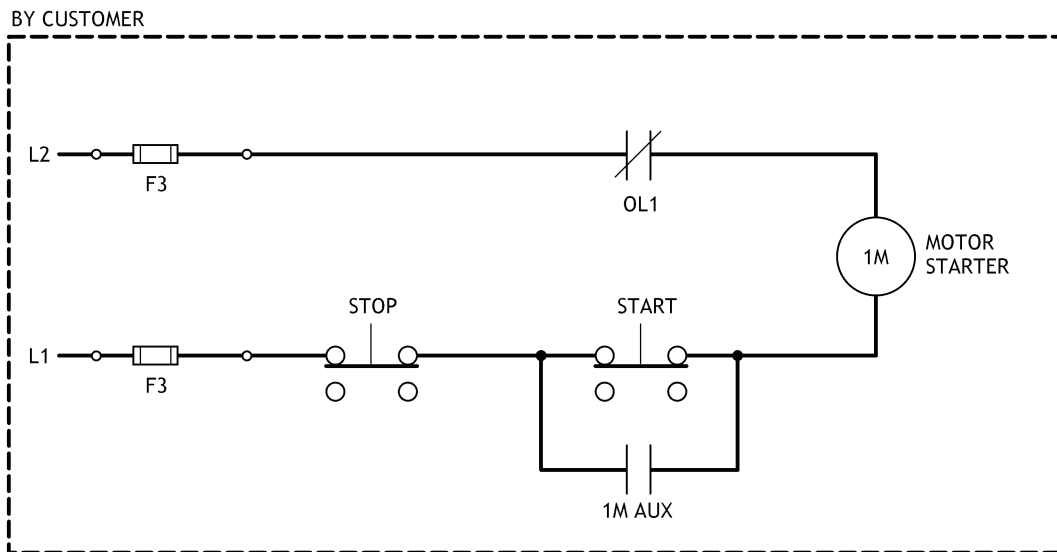 BY CUSTOMER
L2
F3
OL1
1M
MOTOR
STARTER
STOP
START
L1
F3
1M AUX